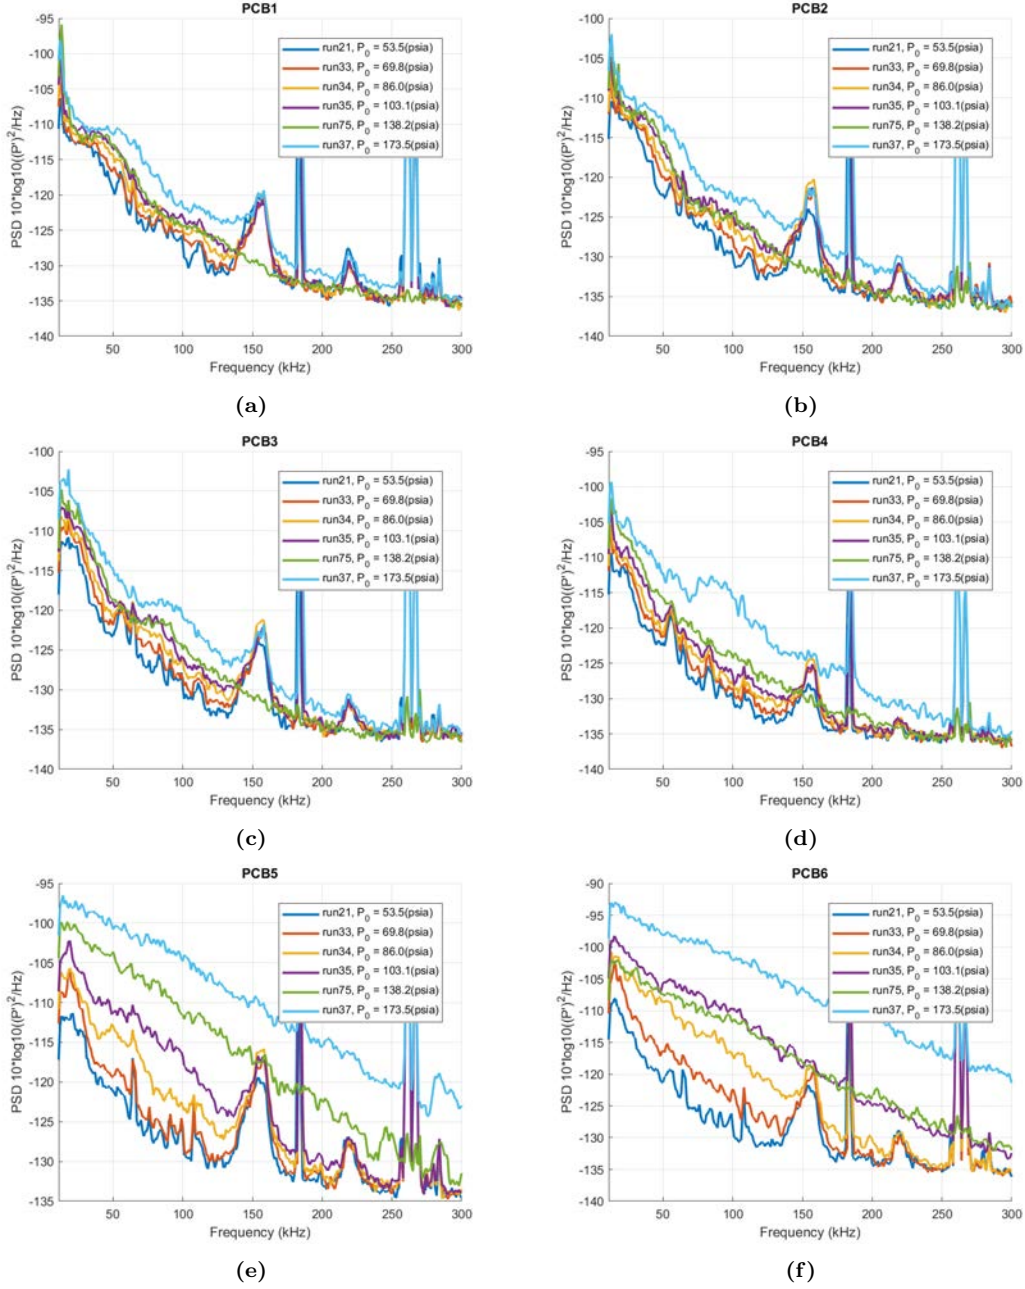 PCB1
PSD 10*log10((P')²/Hz)
-95
-100
-105
-110
-115
-120
-125
-130
-135
-140
run21, P₀ = 53.5(psia)
run33, P₀ = 69.8(psia)
run34, P₀ = 86.0(psia)
run35, P₀ = 103.1(psia)
run75, P₀ = 138.2(psia)
run37, P₀ = 173.5(psia)
50 100 150 200 250 300
Frequency (kHz)
(a)
PCB2
PSD 10*log10((P')²/Hz)
-100
-105
-110
-115
-120
-125
-130
-135
-140
run21, P₀ = 53.5(psia)
run33, P₀ = 69.8(psia)
run34, P₀ = 86.0(psia)
run35, P₀ = 103.1(psia)
run75, P₀ = 138.2(psia)
run37, P₀ = 173.5(psia)
50 100 150 200 250 300
Frequency (kHz)
(b)
PCB3
PSD 10*log10((P')²/Hz)
-100
-105
-110
-115
-120
-125
-130
-135
-140
run21, P₀ = 53.5(psia)
run33, P₀ = 69.8(psia)
run34, P₀ = 86.0(psia)
run35, P₀ = 103.1(psia)
run75, P₀ = 138.2(psia)
run37, P₀ = 173.5(psia)
50 100 150 200 250 300
Frequency (kHz)
(c)
PCB4
PSD 10*log10((P')²/Hz)
-95
-100
-105
-110
-115
-120
-125
-130
-135
-140
run21, P₀ = 53.5(psia)
run33, P₀ = 69.8(psia)
run34, P₀ = 86.0(psia)
run35, P₀ = 103.1(psia)
run75, P₀ = 138.2(psia)
run37, P₀ = 173.5(psia)
50 100 150 200 250 300
Frequency (kHz)
(d)
PCB5
PSD 10*log10((P')²/Hz)
-95
-100
-105
-110
-115
-120
-125
-130
-135
run21, P₀ = 53.5(psia)
run33, P₀ = 69.8(psia)
run34, P₀ = 86.0(psia)
run35, P₀ = 103.1(psia)
run75, P₀ = 138.2(psia)
run37, P₀ = 173.5(psia)
50 100 150 200 250 300
Frequency (kHz)
(e)
PCB6
PSD 10*log10((P')²/Hz)
-90
-95
-100
-105
-110
-115
-120
-125
-130
-135
-140
run21, P₀ = 53.5(psia)
run33, P₀ = 69.8(psia)
run34, P₀ = 86.0(psia)
run35, P₀ = 103.1(psia)
run75, P₀ = 138.2(psia)
run37, P₀ = 173.5(psia)
50 100 150 200 250 300
Frequency (kHz)
(f)